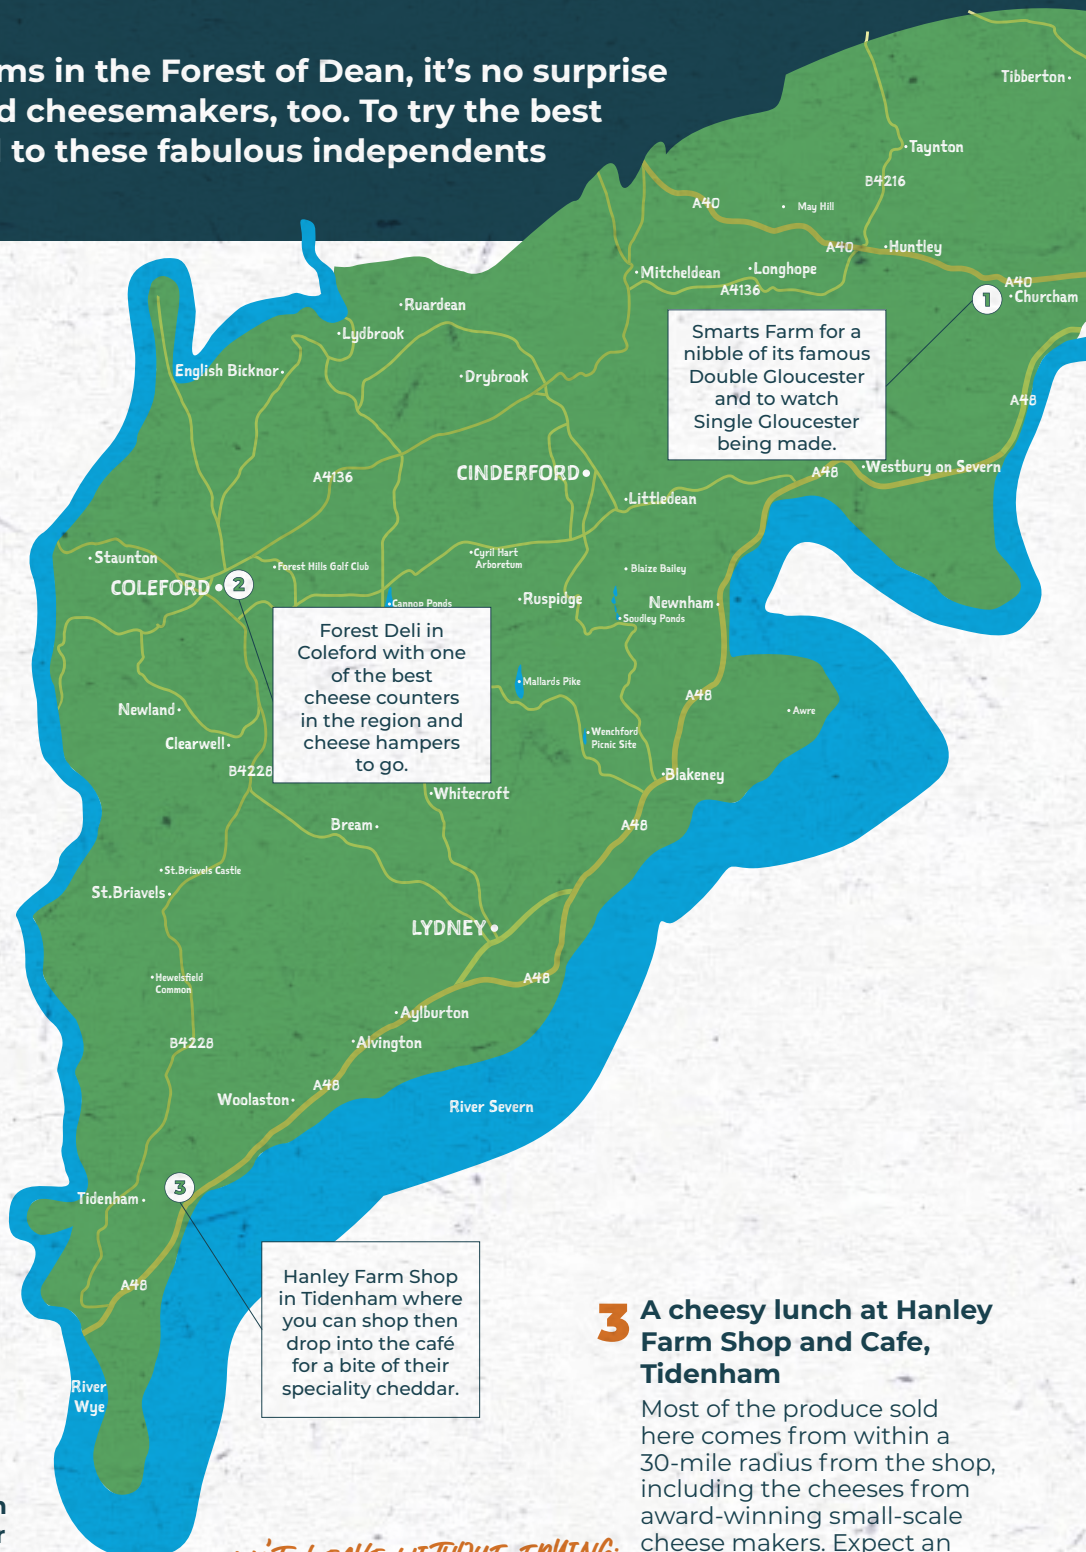 ms in the Forest of Dean, it's no surprise
d cheesemakers, too. To try the best
l to these fabulous independents
Tibberton
Taynton
B4216
A40
May Hill
A40
Huntley
Mitcheldean
Longhope
A40
A4136
1
Churcham
Ruardean
Lydbrook
Smarts Farm for a
nibble of its famous
Double Gloucester
and to watch
Single Gloucester
being made.
English Bicknor
Drybrook
A48
A4136
CINDERFORD
A48
Westbury on Severn
Littledean
Staunton
Cyril Hart
Arboretum
Forest Hills Golf Club
Blaize Bailey
COLEFORD
2
Cannop Ponds
Ruspidge
Newnham
Soudley Ponds
Forest Deli in
Coleford with one
of the best
cheese counters
in the region and
cheese hampers
to go.
Mallards Pike
A48
Newland
Awre
Wenchford
Picnic Site
Clearwell
B4228
Blakeney
Whitecroft
Bream
A48
St.Briavels Castle
St.Briavels
LYDNEY
Hewelsfield
Common
A48
Aylburton
B4228
Alvington
A48
Woolaston
River Severn
Tidenham
3
A48
Hanley Farm Shop
in Tidenham where
you can shop then
drop into the café
for a bite of their
speciality cheddar.
River
Wye
3
A cheesy lunch at Hanley
Farm Shop and Cafe,
Tidenham
Most of the produce sold
here comes from within a
30-mile radius from the shop,
including the cheeses from
award-winning small-scale
cheese makers. Expect an
n
r
WITHOUT TRYING: